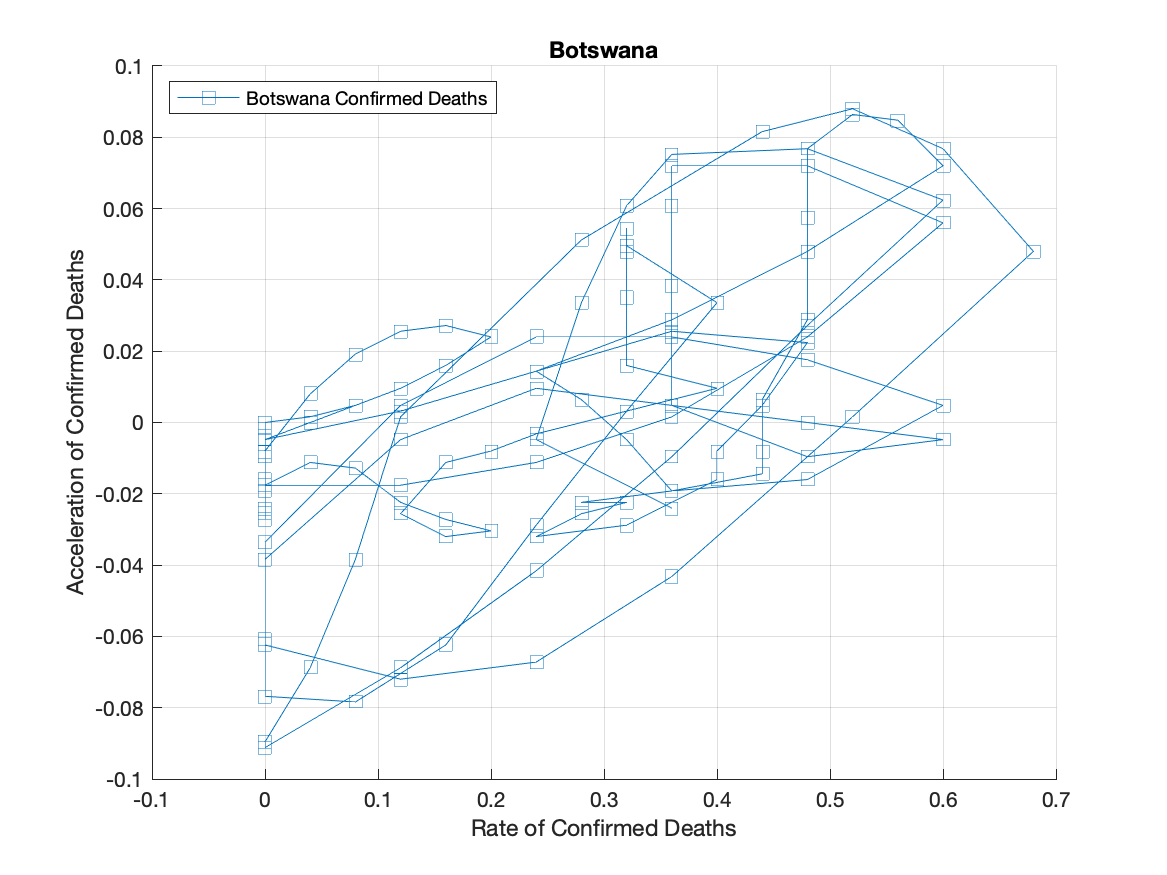 Botswana
Botswana Confirmed Deaths
Acceleration of Confirmed Deaths
0.1
0.08
0.06
0.04
0.02
0
-0.02
-0.04
-0.06
-0.08
-0.1
-0.1 0 0.1 0.2 0.3 0.4 0.5 0.6 0.7
Rate of Confirmed Deaths